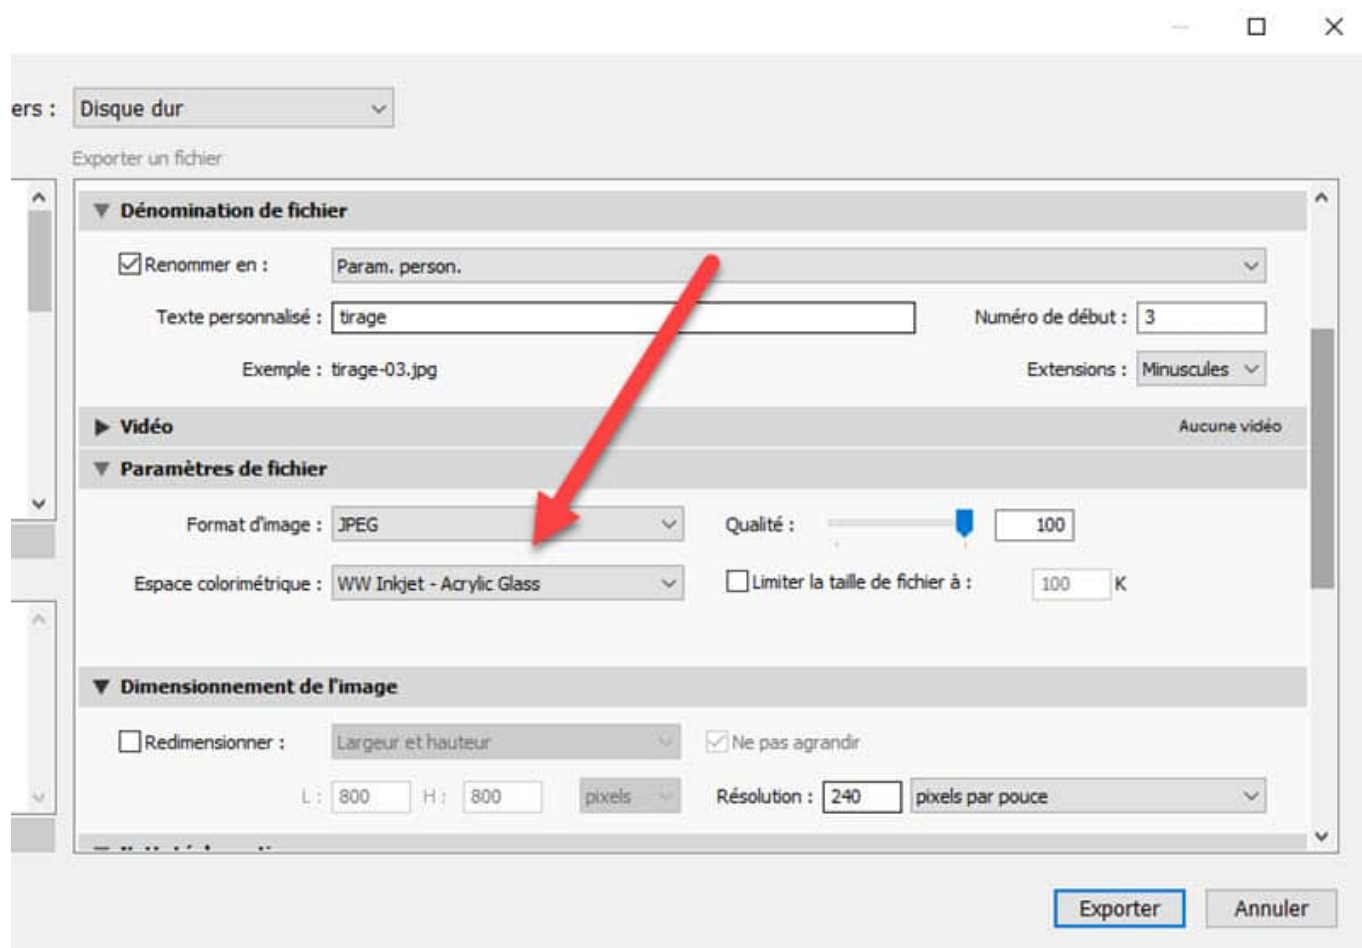 ers : Disque dur
Exporter un fichier
Dénomination de fichier
Renommer en : Param. person.
Texte personnalisé : tirage Numéro de début : 3
Exemple : tirage-03.jpg Extensions : Minuscules
Vidéo Aucune vidéo
Paramètres de fichier
Format d'image : JPEG Qualité : 100
Espace colorimétrique : WW Inkjet - Acrylic Glass Limiter la taille de fichier à : 100 K
Dimensionnement de l'image
Redimensionner : Largeur et hauteur Ne pas agrandir
L : 800 H : 800 pixels Résolution : 240 pixels par pouce
Exporter Annuler